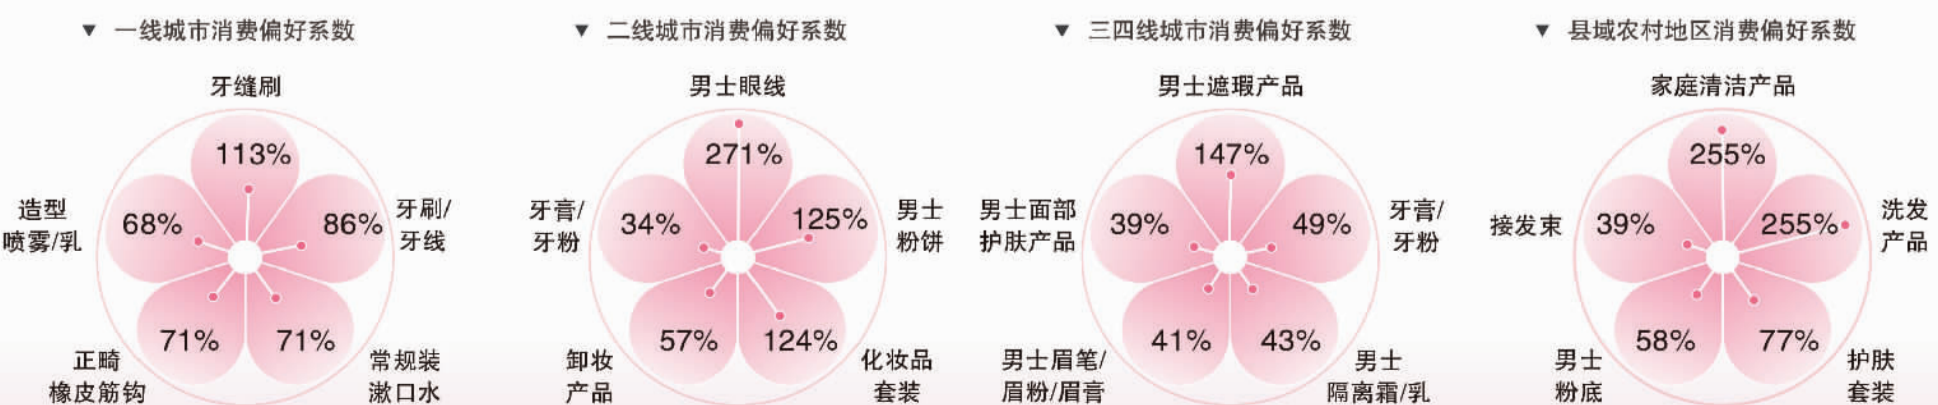 ▼ 一线城市消费偏好系数
牙缝刷
113%
造型
喷雾/乳
68%
86%
牙刷/
牙线
71%
71%
正畸
橡皮筋钩
常规装
漱口水
▼ 二线城市消费偏好系数
男士眼线
271%
牙膏/
牙粉
34%
125%
男士
粉饼
57%
124%
卸妆
产品
化妆品
套装
▼ 三四线城市消费偏好系数
男士遮瑕产品
147%
男士面部
护肤产品
39%
49%
牙膏/
牙粉
41%
43%
男士眉笔/
眉粉/眉膏
男士
隔离霜/乳
▼ 县域农村地区消费偏好系数
家庭清洁产品
255%
接发束
39%
255%
洗发
产品
58%
77%
男士
粉底
护肤
套装